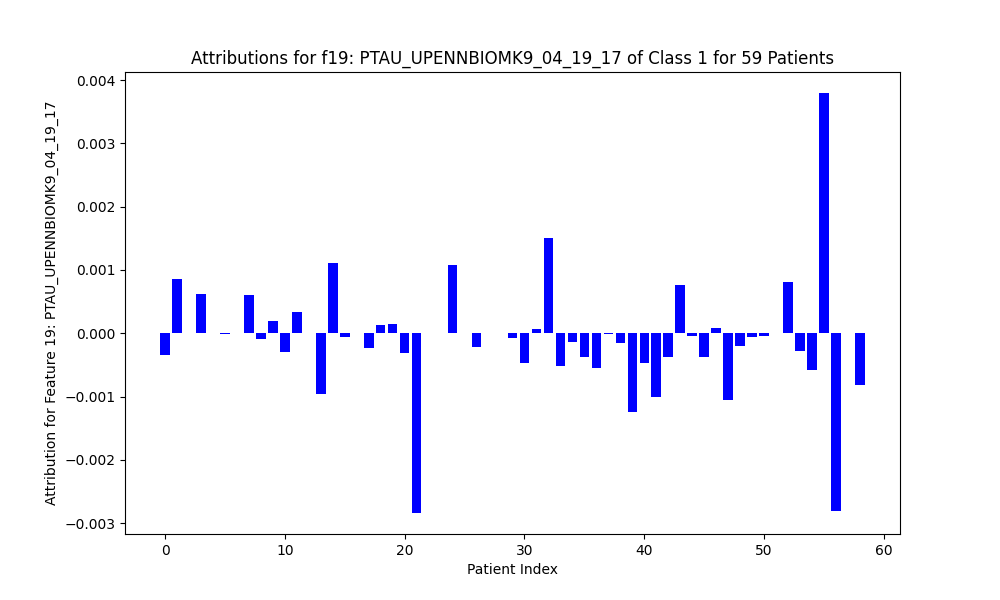 Attributions for f19: PTAU_UPENNBIOMK9_04_19_17 of Class 1 for 59 Patients
Attribution for Feature 19: PTAU_UPENNBIOMK9_04_19_17
0.004
0.003
0.002
0.001
0.000
−0.001
−0.002
−0.003
0 10 20 30 40 50 60
Patient Index